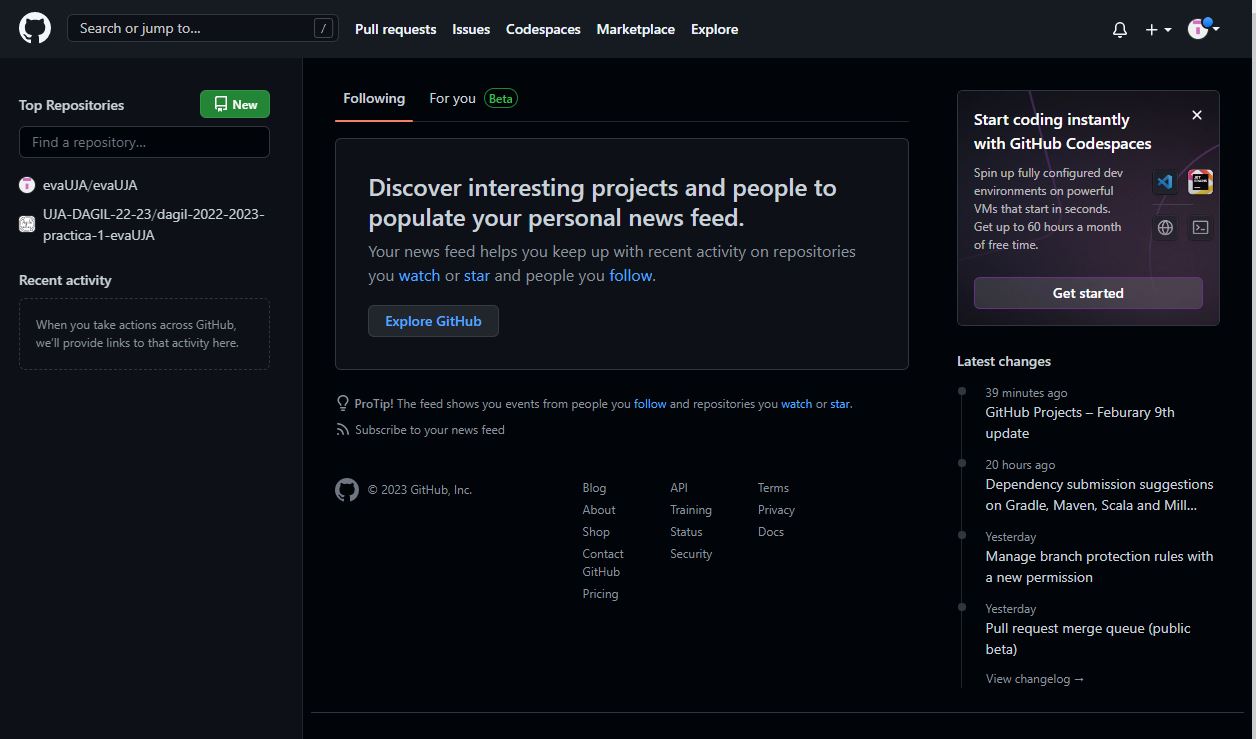 Search or jump to...
/
Pull requests
Issues
Codespaces
Marketplace
Explore
Top Repositories
New
Find a repository...
evaUJA/evaUJA
UJA-DAGIL-22-23/dagil-2022-2023-
practica-1-evaUJA
Recent activity
When you take actions across GitHub,
we'll provide links to that activity here.
Following
For you
Beta
Discover interesting projects and people to
populate your personal news feed.
Your news feed helps you keep up with recent activity on repositories
you watch or star and people you follow.
Explore GitHub
ProTip! The feed shows you events from people you follow and repositories you watch or star.
Subscribe to your news feed
© 2023 GitHub, Inc.
Blog
About
Shop
Contact
GitHub
Pricing
API
Training
Status
Security
Terms
Privacy
Docs
Start coding instantly
with GitHub Codespaces
Spin up fully configured dev
environments on powerful
VMs that start in seconds.
Get up to 60 hours a month
of free time.
Get started
Latest changes
39 minutes ago
GitHub Projects – Feburary 9th
update
20 hours ago
Dependency submission suggestions
on Gradle, Maven, Scala and Mill...
Yesterday
Manage branch protection rules with
a new permission
Yesterday
Pull request merge queue (public
beta)
View changelog →